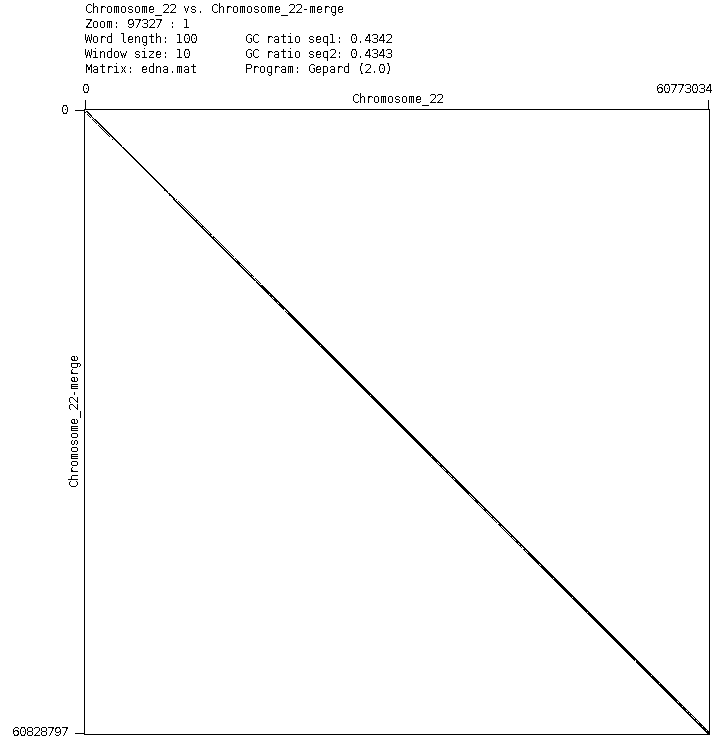 Chromosome_22 vs. Chromosome_22-merge
Zoom: 97327 : 1
Word length: 100 GC ratio seq1: 0.4342
Window size: 10 GC ratio seq2: 0.4343
Matrix: edna.mat Program: Gepard (2.0)
0 60773034
Chromosome_22
0
Chromosome_22-merge
60828797